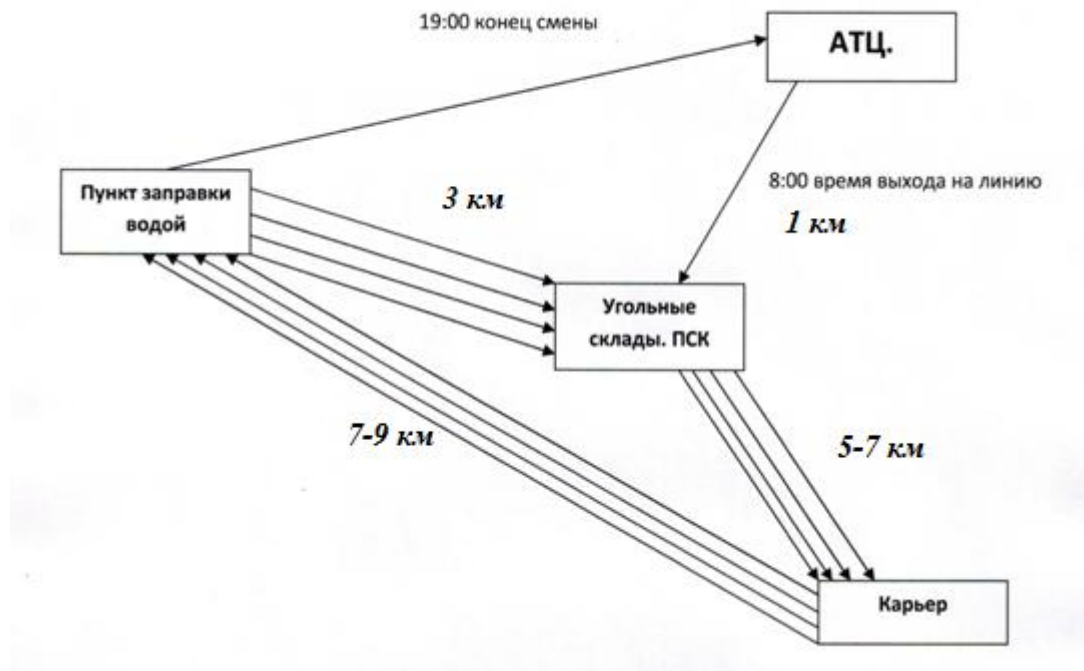 19:00 конец смены
АТЦ.
Пункт заправки
водой
3 км
8:00 время выхода на линию
1 км
Угольные
склады. ПСК
7-9 км
5-7 км
Карьер